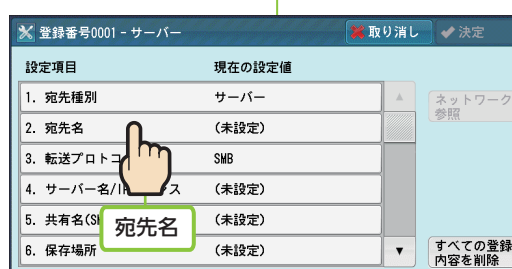 登録番号0001 - サーバー
取り消し
決定
設定項目 現在の設定値
1. 宛先種別 サーバー
2. 宛先名 (未設定)
3. 転送プロトコ SMB
4. サーバー名/I ス (未設定)
5. 共有名(S (未設定)
6. 保存場所 (未設定)
宛先名
ネットワーク
参照
すべての登録
内容を削除